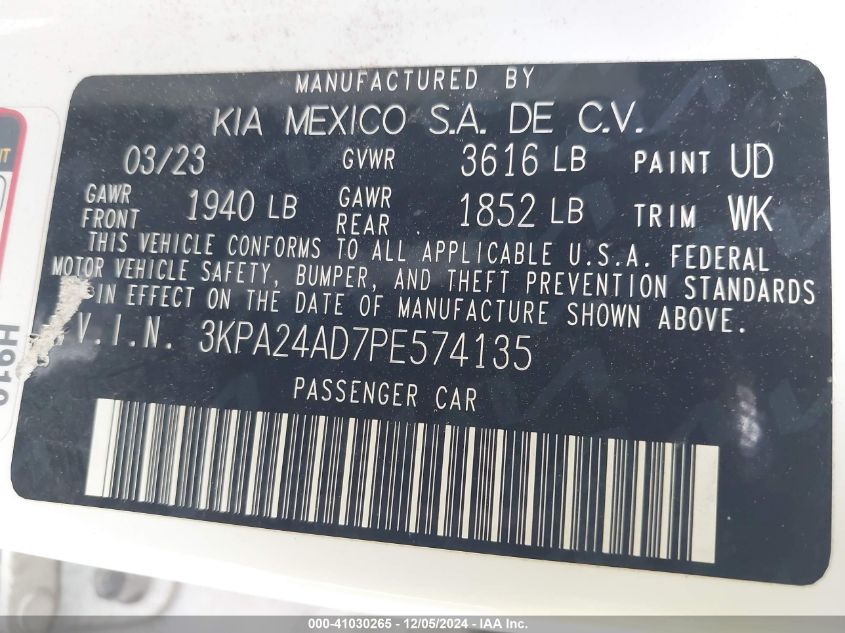 MANUFACTURED BY
KIA MEXICO S.A. DE C.V.
03/23 GVWR 3616 LB PAINT UD
GAWR FRONT 1940 LB GAWR REAR 1852 LB TRIM WK
THIS VEHICLE CONFORMS TO ALL APPLICABLE U.S.A. FEDERAL
MOTOR VEHICLE SAFETY, BUMPER, AND THEFT PREVENTION STANDARDS
IN EFFECT ON THE DATE OF MANUFACTURE SHOWN ABOVE.
V.I.N. 3KPA24AD7PE574135
PASSENGER CAR
000-41030265 - 12/05/2024 - IAA Inc.